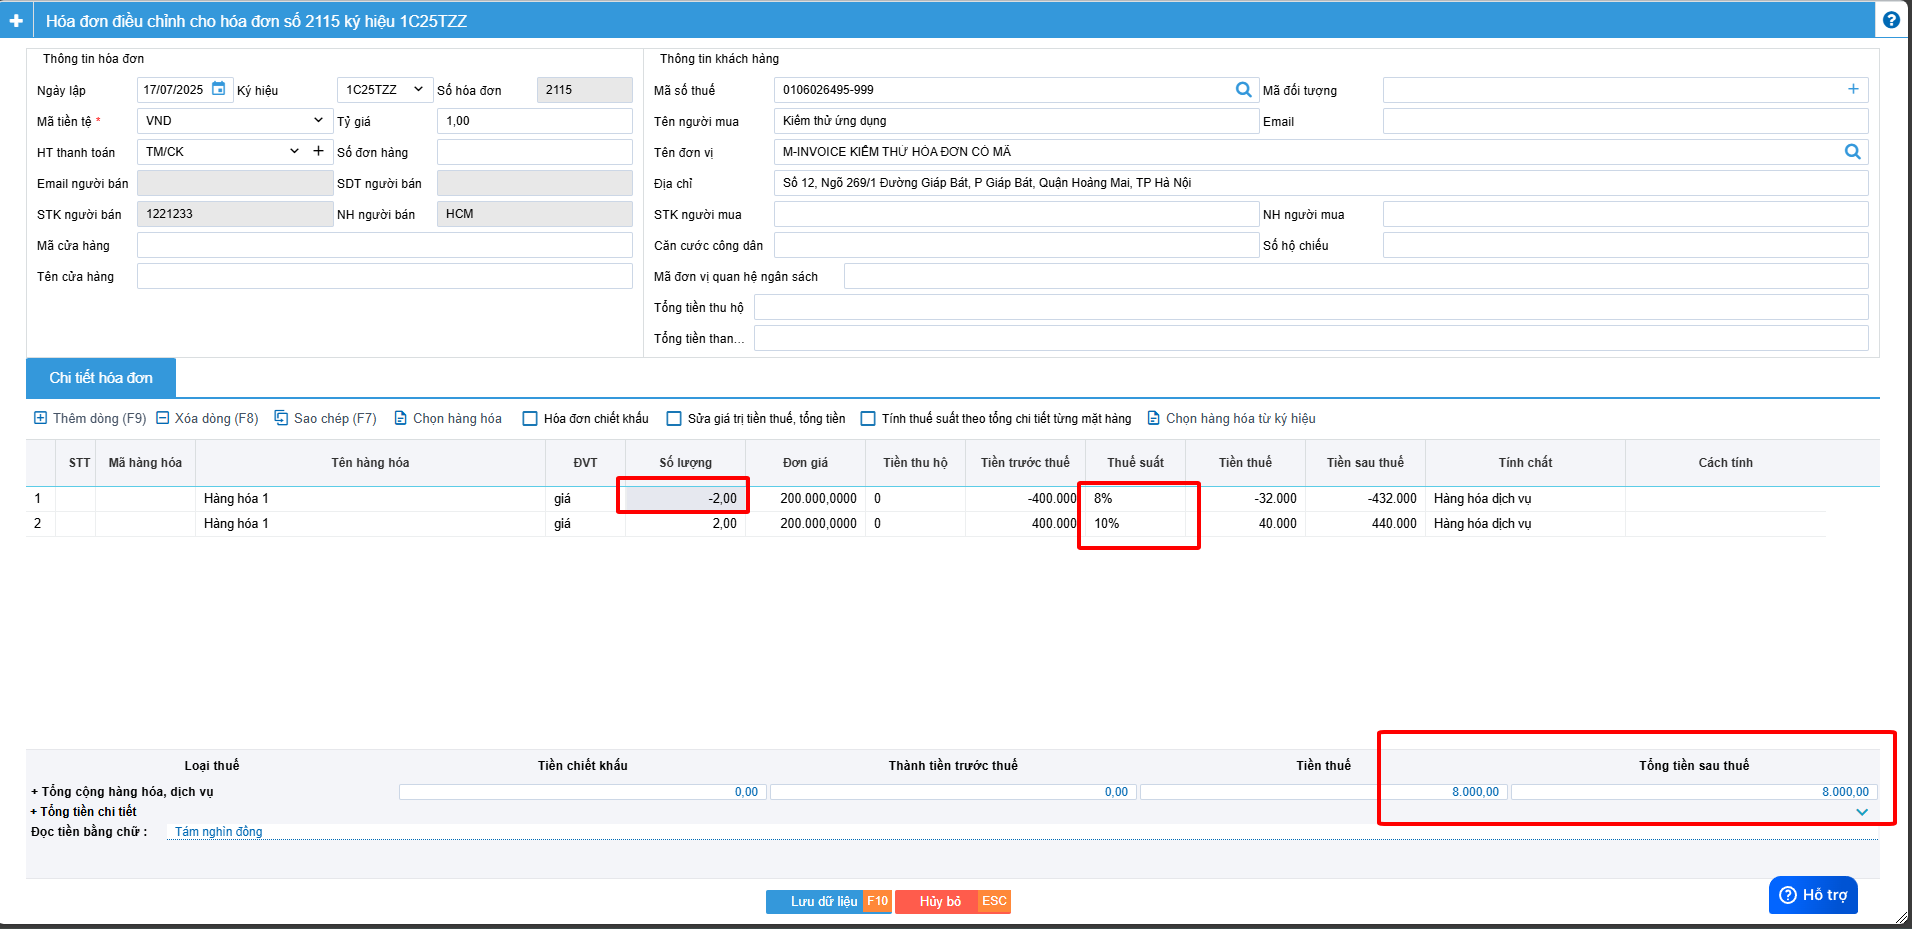 Hóa đơn điều chỉnh cho hóa đơn số 2115 ký hiệu 1C25TZZ
Thông tin hóa đơn
Ngày lập 17/07/2025 Ký hiệu 1C25TZZ Số hóa đơn 2115
Mã tiền tệ * VND Tỷ giá 1,00
HT thanh toán TM/CK Số đơn hàng
Email người bán SDT người bán
STK người bán 1221233 NH người bán HCM
Mã cửa hàng
Tên cửa hàng
Thông tin khách hàng
Mã số thuế 0106026495-999 Mã đối tượng
Tên người mua Kiểm thử ứng dụng Email
Tên đơn vị M-INVOICE KIỂM THỬ HÓA ĐƠN CÓ MÃ
Địa chỉ Số 12, Ngõ 269/1 Đường Giáp Bát, P Giáp Bát, Quận Hoàng Mai, TP Hà Nội
STK người mua NH người mua
Căn cước công dân Số hộ chiếu
Mã đơn vị quan hệ ngân sách
Tổng tiền thu hộ
Tổng tiền than...
Chi tiết hóa đơn
Thêm dòng (F9) Xóa dòng (F8) Sao chép (F7) Chọn hàng hóa Hóa đơn chiết khấu Sửa giá trị tiền thuế, tổng tiền Tính thuế suất theo tổng chi tiết từng mặt hàng Chọn hàng hóa từ ký hiệu
STT Mã hàng hóa Tên hàng hóa ĐVT Số lượng Đơn giá Tiền thu hộ Tiền trước thuế Thuế suất Tiền thuế Tiền sau thuế Tính chất Cách tính
1 Hàng hóa 1 giá -2,00 200.000,0000 0 -400.000 8% -32.000 -432.000 Hàng hóa dịch vụ
2 Hàng hóa 1 giá 2,00 200.000,0000 0 400.000 10% 40.000 440.000 Hàng hóa dịch vụ
Loại thuế Tiền chiết khấu Thành tiền trước thuế Tiền thuế Tổng tiền sau thuế
+ Tổng cộng hàng hóa, dịch vụ 0,00 0,00 8.000,00 8.000,00
+ Tổng tiền chi tiết
Đọc tiền bằng chữ : Tám nghìn đồng
Lưu dữ liệu F10 Hủy bỏ ESC
Hỗ trợ